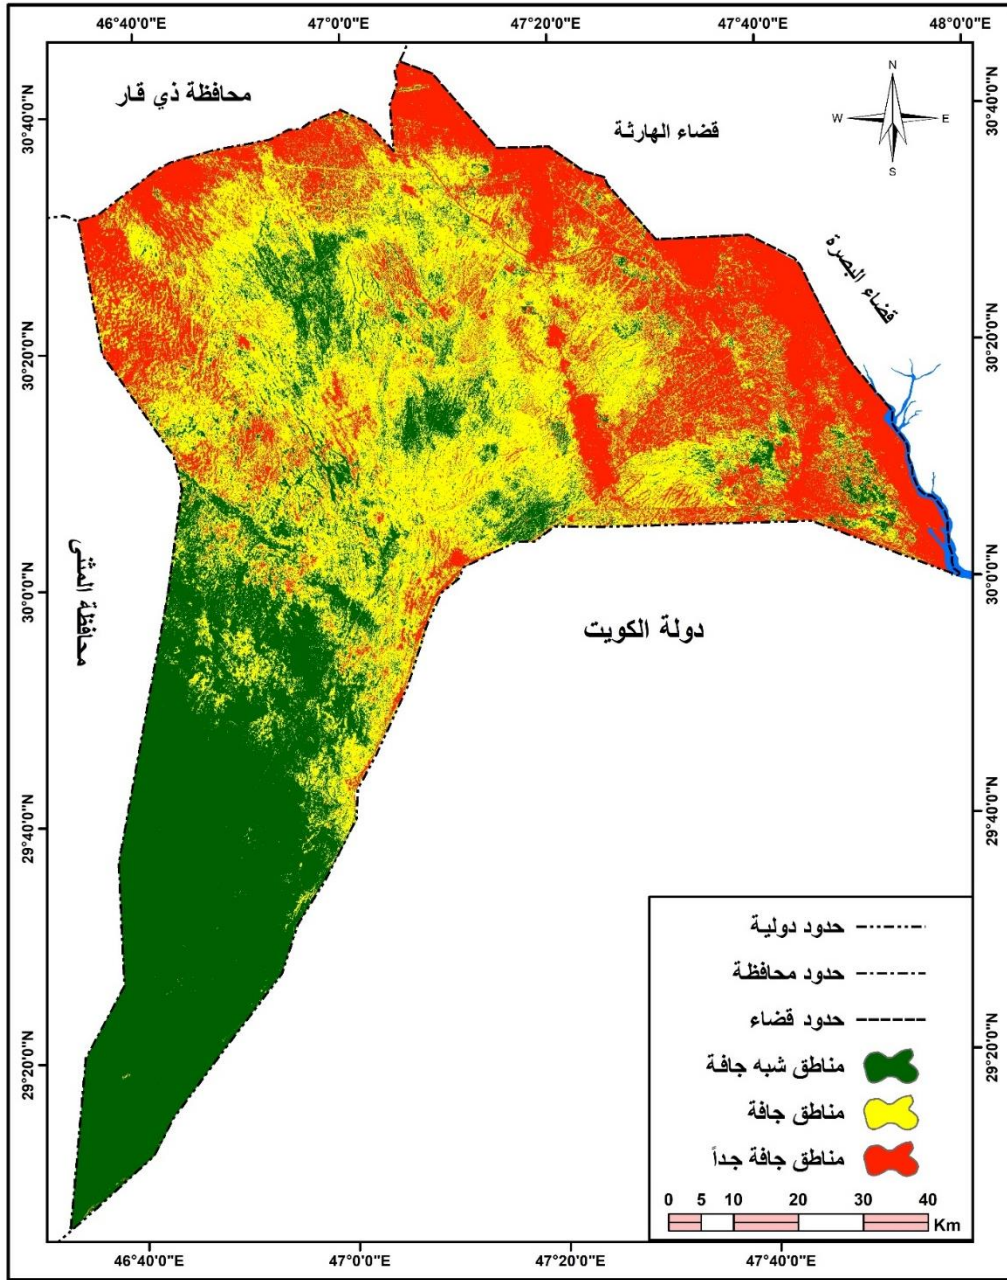 46°40'0"E 47°0'0"E 47°20'0"E 47°40'0"E 48°0'0"E
N
W E
S
محافظة ذي قار
قضاء الهارثة
قضاء البصرة
محافظة المثنى
دولة الكويت
30°40'0"N
30°20'0"N
30°0'0"N
29°40'0"N
29°20'0"N
30°40'0"N
30°20'0"N
30°0'0"N
29°40'0"N
29°20'0"N
حدود دولية
حدود محافظة
حدود قضاء
مناطق شبه جافة
مناطق جافة
مناطق جافة جداً
0 5 10 20 30 40
Km
46°40'0"E 47°0'0"E 47°20'0"E 47°40'0"E